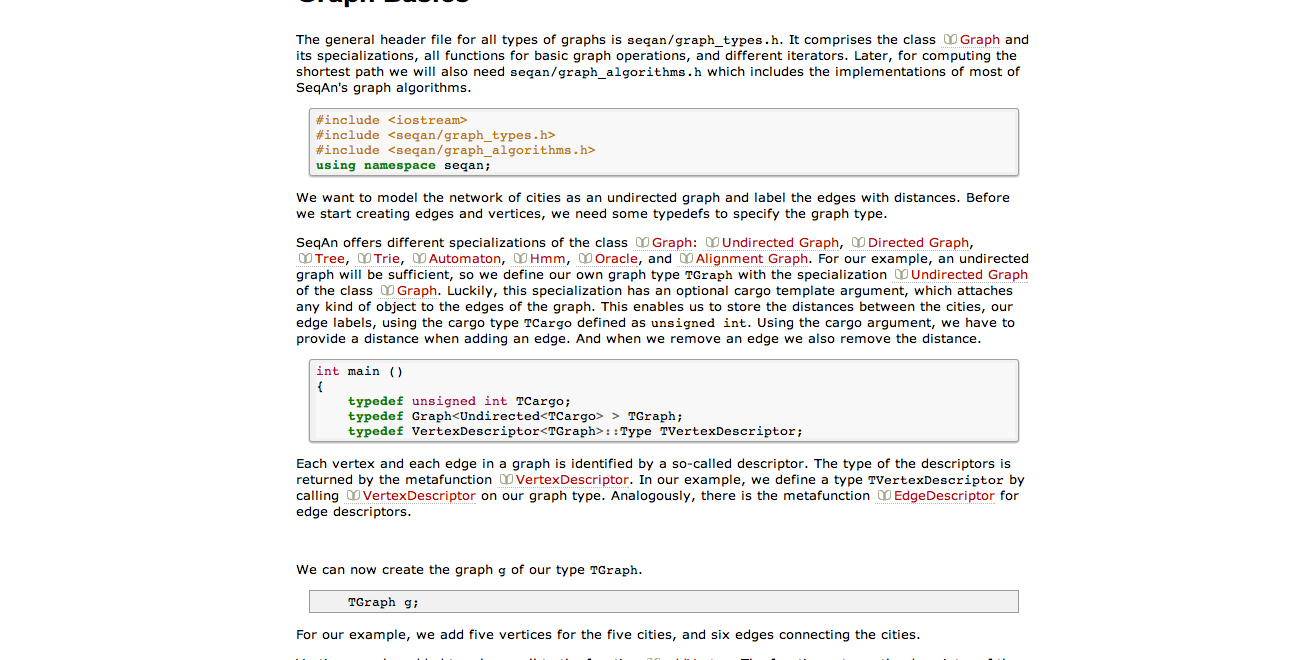 Graph Basics
The general header file for all types of graphs is seqan/graph_types.h. It comprises the class Graph and
its specializations, all functions for basic graph operations, and different iterators. Later, for computing the
shortest path we will also need seqan/graph_algorithms.h which includes the implementations of most of
SeqAn's graph algorithms.
#include <iostream>
#include <seqan/graph_types.h>
#include <seqan/graph_algorithms.h>
using namespace seqan;
We want to model the network of cities as an undirected graph and label the edges with distances. Before
we start creating edges and vertices, we need some typedefs to specify the graph type.
SeqAn offers different specializations of the class Graph: Undirected Graph, Directed Graph,
Tree, Trie, Automaton, Hmm, Oracle, and Alignment Graph. For our example, an undirected
graph will be sufficient, so we define our own graph type TGraph with the specialization Undirected Graph
of the class Graph. Luckily, this specialization has an optional cargo template argument, which attaches
any kind of object to the edges of the graph. This enables us to store the distances between the cities, our
edge labels, using the cargo type TCargo defined as unsigned int. Using the cargo argument, we have to
provide a distance when adding an edge. And when we remove an edge we also remove the distance.
int main ()
{
    typedef unsigned int TCargo;
    typedef Graph<Undirected<TCargo> > TGraph;
    typedef VertexDescriptor<TGraph>::Type TVertexDescriptor;
Each vertex and each edge in a graph is identified by a so-called descriptor. The type of the descriptors is
returned by the metafunction VertexDescriptor. In our example, we define a type TVertexDescriptor by
calling VertexDescriptor on our graph type. Analogously, there is the metafunction EdgeDescriptor for
edge descriptors.
We can now create the graph g of our type TGraph.
    TGraph g;
For our example, we add five vertices for the five cities, and six edges connecting the cities.